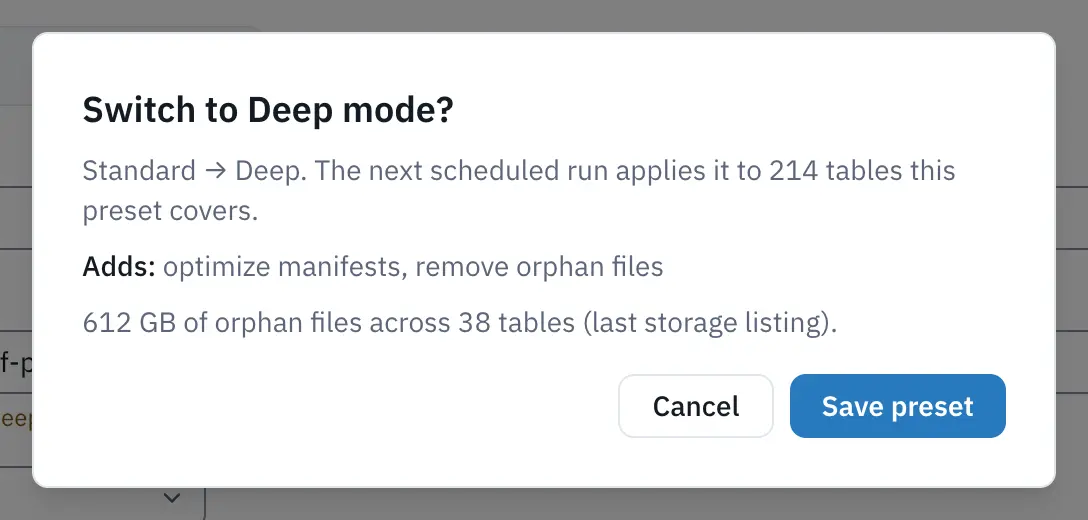 Switch to Deep mode?
Standard → Deep. The next scheduled run applies it to 214 tables this
preset covers.
Adds: optimize manifests, remove orphan files
612 GB of orphan files across 38 tables (last storage listing).
f-p
eep
Cancel
Save preset